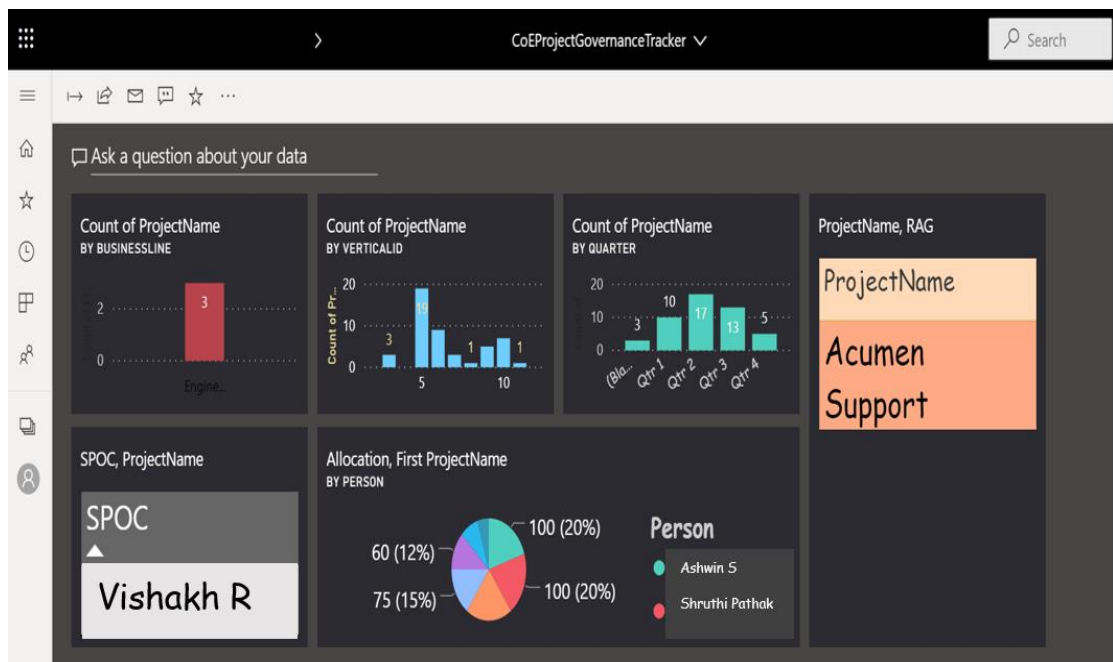 CoEProjectGovernanceTracker
Search
Ask a question about your data
Count of ProjectName
BY BUSINESSLINE
2
3
0
Engine...
Count of ProjectName
BY VERTICALID
Count of Pr...
20
10
0
3
19
1
1
5
10
Count of ProjectName
BY QUARTER
20
10
0
3
10
17
13
5
(Bla...
Qtr 1
Qtr 2
Qtr 3
Qtr 4
ProjectName, RAG
ProjectName
Acumen
Support
SPOC, ProjectName
SPOC
Vishakh R
Allocation, First ProjectName
BY PERSON
100 (20%)
60 (12%)
75 (15%)
100 (20%)
Person
Ashwin S
Shruthi Pathak